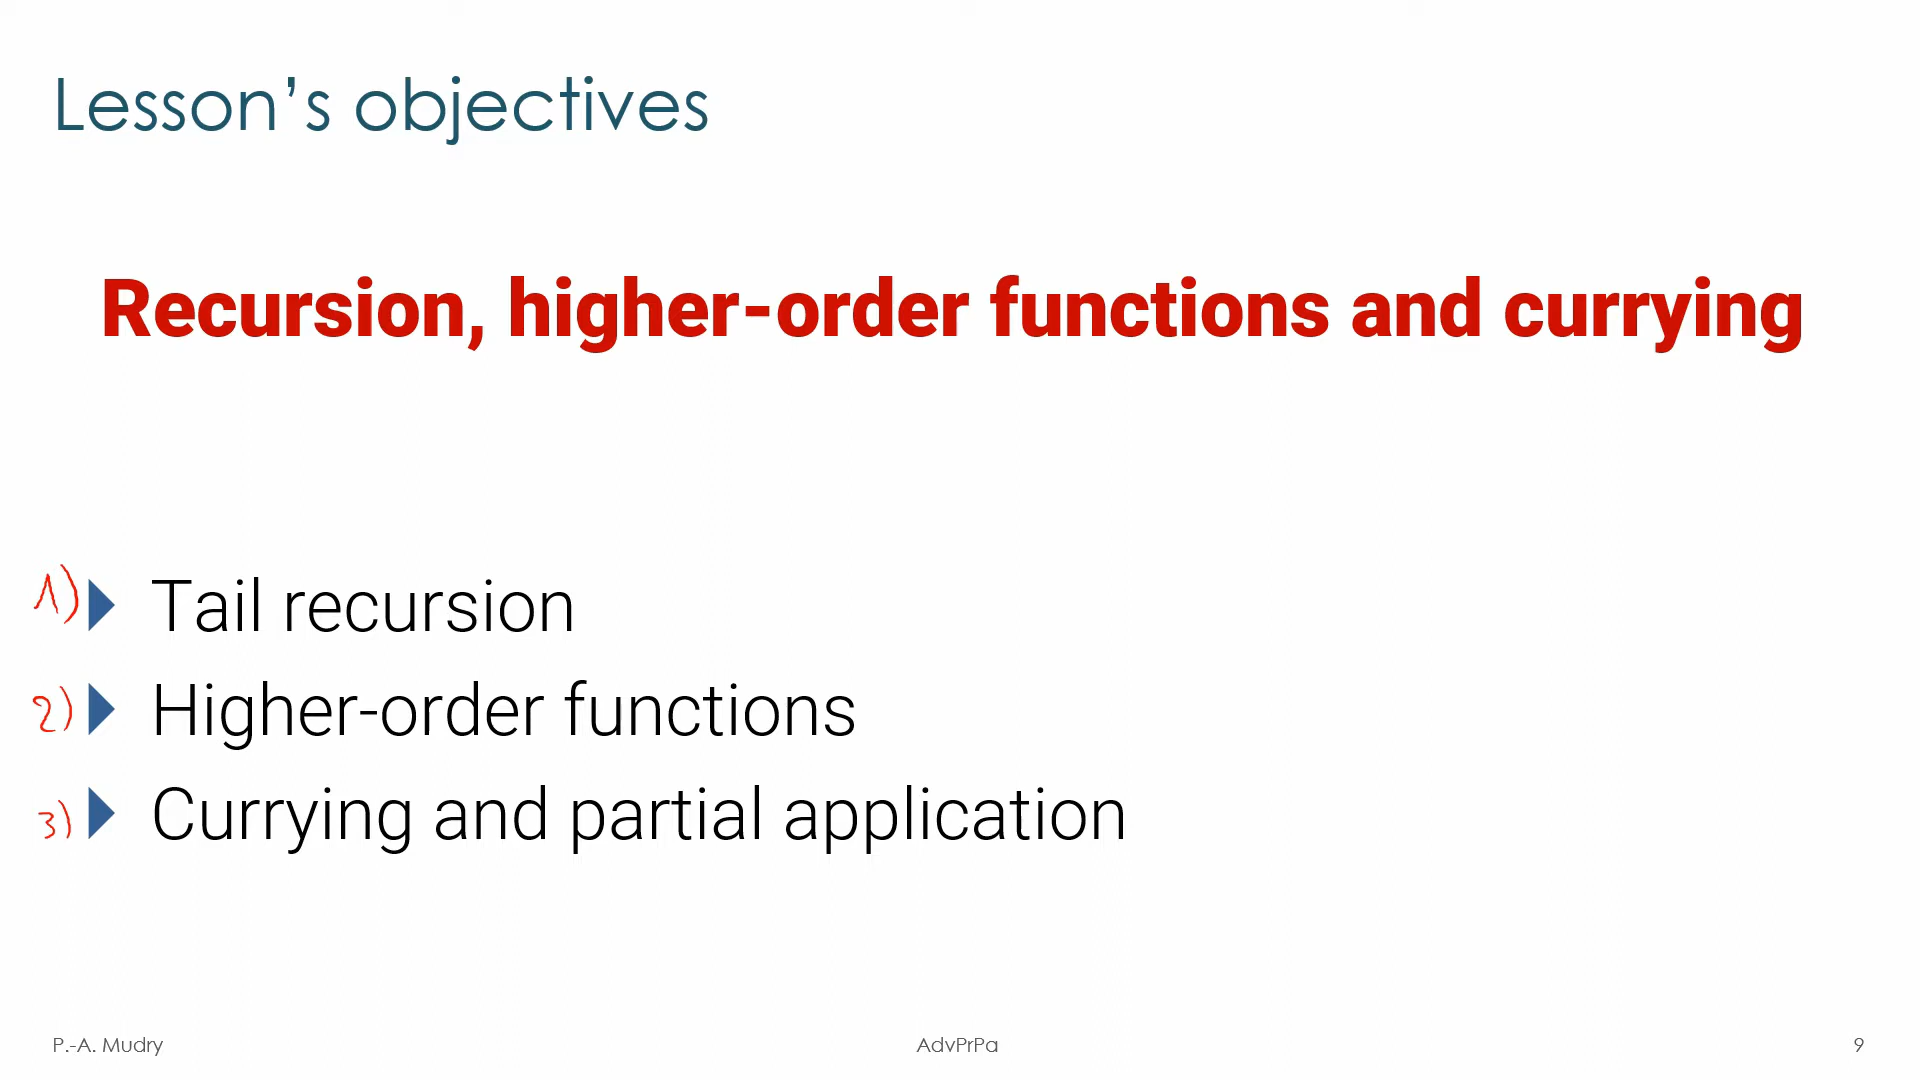 Lesson’s objectives
Recursion, higher-order functions and currying
1) Tail recursion
2) Higher-order functions
3) Currying and partial application
P.-A. Mudry AdvPrPa 9